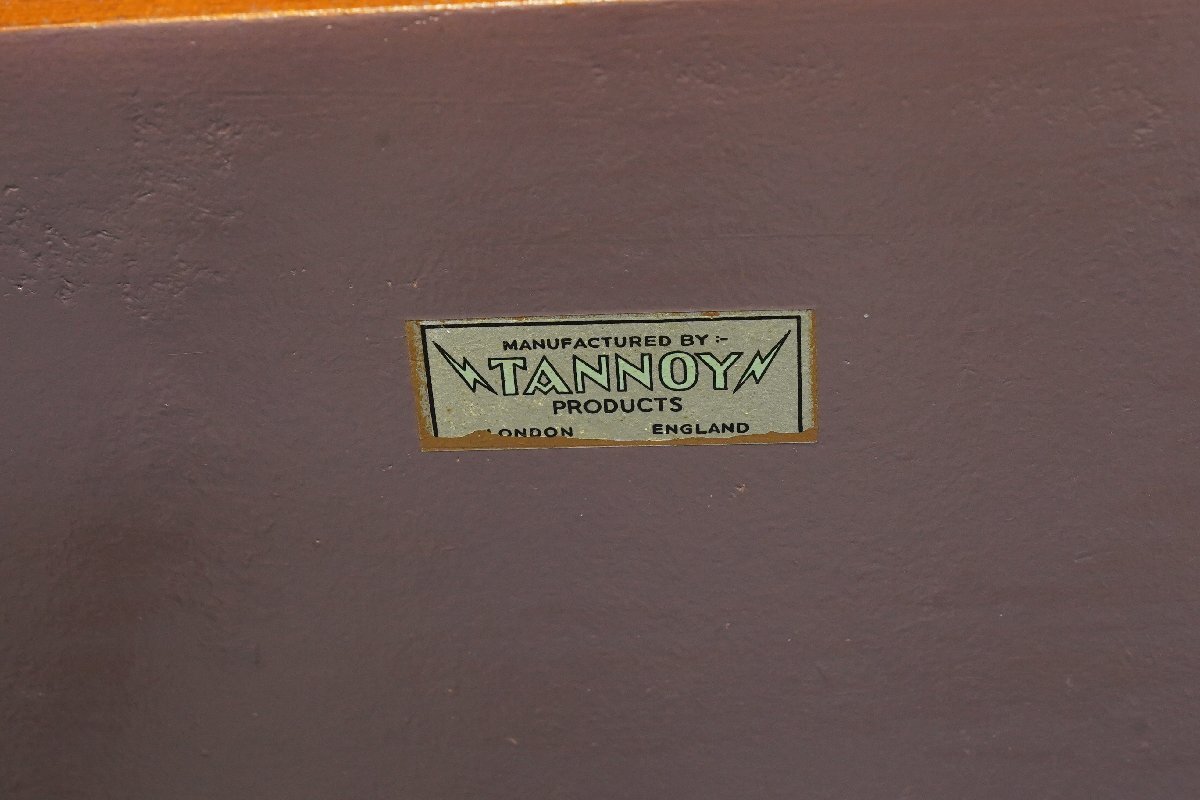 MANUFACTURED BY :-
TANNOY
PRODUCTS
LONDON ENGLAND